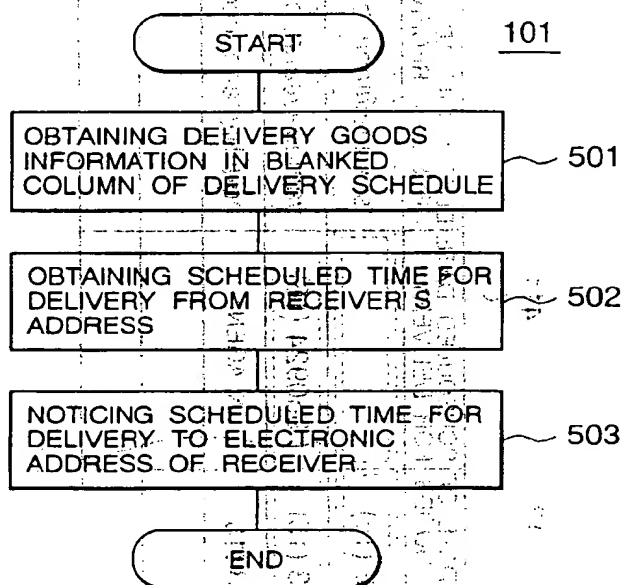 START
101
OBTAINING DELIVERY GOODS
INFORMATION IN BLANKED
COLUMN OF DELIVERY SCHEDULE
501
OBTAINING SCHEDULED TIME FOR
DELIVERY FROM RECEIVER'S
ADDRESS
502
NOTICING SCHEDULED TIME FOR
DELIVERY TO ELECTRONIC
ADDRESS OF RECEIVER
503
END